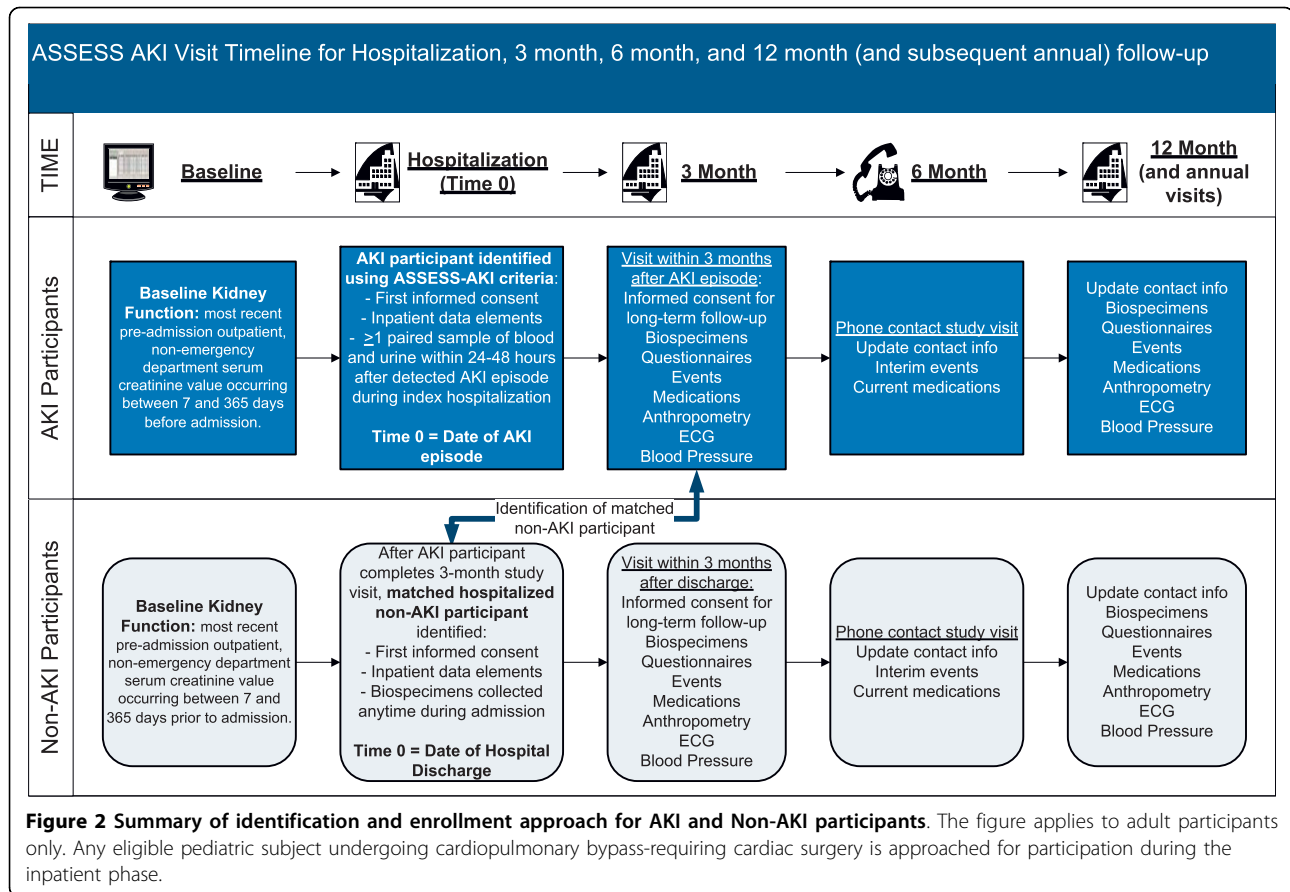 ASSESS AKI Visit Timeline for Hospitalization, 3 month, 6 month, and 12 month (and subsequent annual) follow-up
TIME
Baseline
Hospitalization
(Time 0)
3 Month
6 Month
12 Month
(and annual
visits)
AKI Participants
Baseline Kidney
Function: most recent
pre-admission outpatient,
non-emergency
department serum
creatinine value occurring
between 7 and 365 days
before admission.
AKI participant identified
using ASSESS-AKI criteria:
- First informed consent
- Inpatient data elements
- ≥1 paired sample of blood
and urine within 24-48 hours
after detected AKI episode
during index hospitalization
Time 0 = Date of AKI
episode
Visit within 3 months
after AKI episode:
Informed consent for
long-term follow-up
Biospecimens
Questionnaires
Events
Medications
Anthropometry
ECG
Blood Pressure
Phone contact study visit
Update contact info
Interim events
Current medications
Update contact info
Biospecimens
Questionnaires
Events
Medications
Anthropometry
ECG
Blood Pressure
Identification of matched
non-AKI participant
Non-AKI Participants
Baseline Kidney
Function: most recent
pre-admission outpatient,
non-emergency department
serum creatinine value
occurring between 7 and
365 days prior to admission.
After AKI participant
completes 3-month study
visit, matched hospitalized
non-AKI participant
identified:
- First informed consent
- Inpatient data elements
- Biospecimens collected
anytime during admission
Time 0 = Date of Hospital
Discharge
Visit within 3 months
after discharge:
Informed consent for
long-term follow-up
Biospecimens
Questionnaires
Events
Medications
Anthropometry
ECG
Blood Pressure
Phone contact study visit
Update contact info
Interim events
Current medications
Update contact info
Biospecimens
Questionnaires
Events
Medications
Anthropometry
ECG
Blood Pressure
Figure 2 Summary of identification and enrollment approach for AKI and Non-AKI participants. The figure applies to adult participants
only. Any eligible pediatric subject undergoing cardiopulmonary bypass-requiring cardiac surgery is approached for participation during the
inpatient phase.